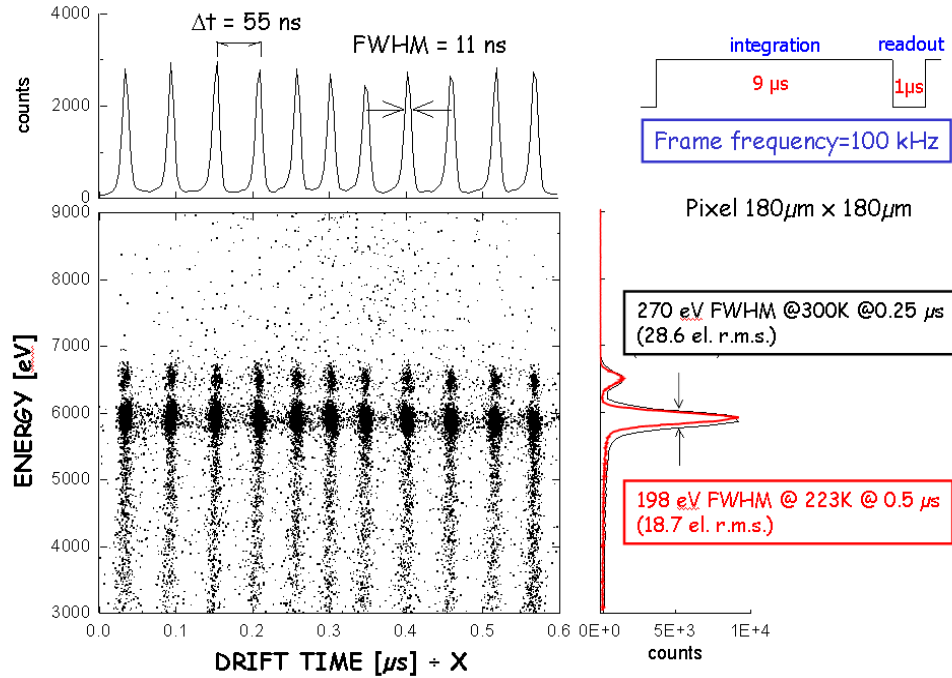 Δt = 55 ns
FWHM = 11 ns
counts
4000
2000
0
integration
readout
9 µs
1µs
Frame frequency=100 kHz
Pixel 180µm x 180µm
ENERGY [eV]
9000
8000
7000
6000
5000
4000
3000
0.0
0.1
0.2
0.3
0.4
0.5
0.6
DRIFT TIME [µs] ÷ X
270 eV FWHM @300K @0.25 µs
(28.6 el. r.m.s.)
198 eV FWHM @ 223K @ 0.5 µs
(18.7 el. r.m.s.)
0E+0
5E+3
1E+4
counts